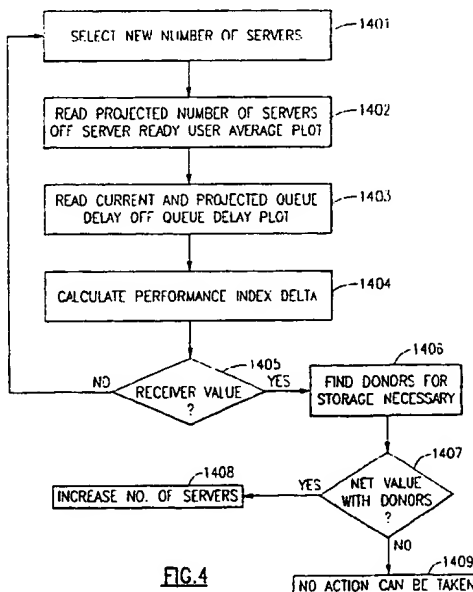 SELECT NEW NUMBER OF SERVERS
1401
READ PROJECTED NUMBER OF SERVERS
OFF SERVER READY USER AVERAGE PLOT
1402
READ CURRENT AND PROJECTED QUEUE
DELAY OFF QUEUE DELAY PLOT
1403
CALCULATE PERFORMANCE INDEX DELTA
1404
1405
NO
RECEIVER VALUE
?
YES
1406
FIND DONORS FOR
STORAGE NECESSARY
1407
1408
INCREASE NO. OF SERVERS
YES
NET VALUE
WITH DONORS
?
NO
1409
NO ACTION CAN BE TAKEN
FIG.4